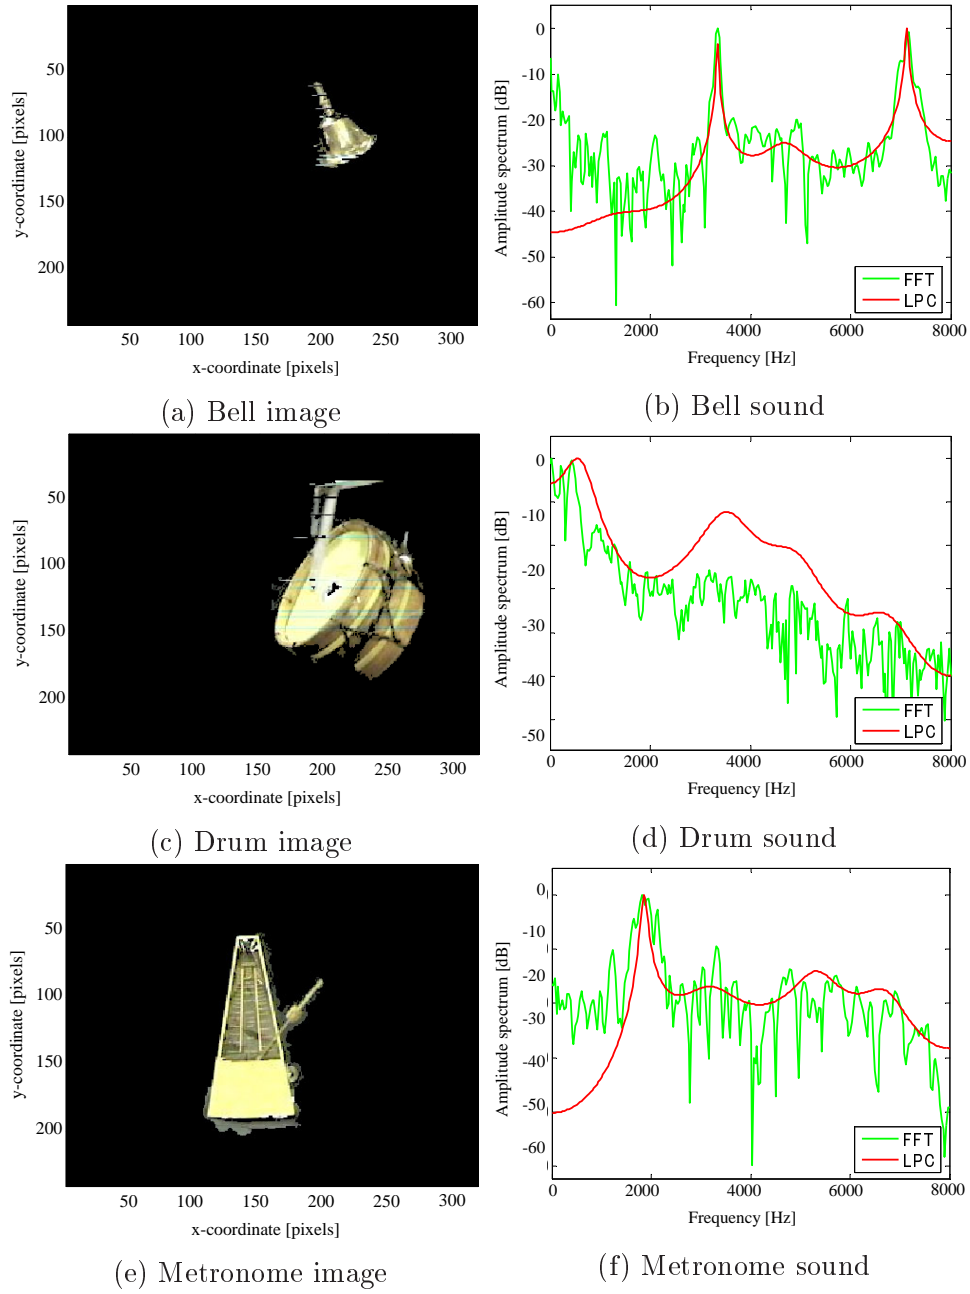 50
100
150
200
y-coordinate [pixels]
50 100 150 200 250 300
x-coordinate [pixels]
(a) Bell image
0
-10
-20
-30
-40
-50
-60
Amplitude spectrum [dB]
FFT
LPC
0 2000 4000 6000 8000
Frequency [Hz]
(b) Bell sound
50
100
150
200
y-coordinate [pixels]
50 100 150 200 250 300
x-coordinate [pixels]
(c) Drum image
0
-10
-20
-30
-40
-50
Amplitude spectrum [dB]
FFT
LPC
0 2000 4000 6000 8000
Frequency [Hz]
(d) Drum sound
50
100
150
200
y-coordinate [pixels]
50 100 150 200 250 300
x-coordinate [pixels]
(e) Metronome image
0
-10
-20
-30
-40
-50
-60
Amplitude spectrum [dB]
FFT
LPC
0 2000 4000 6000 8000
Frequency [Hz]
(f) Metronome sound